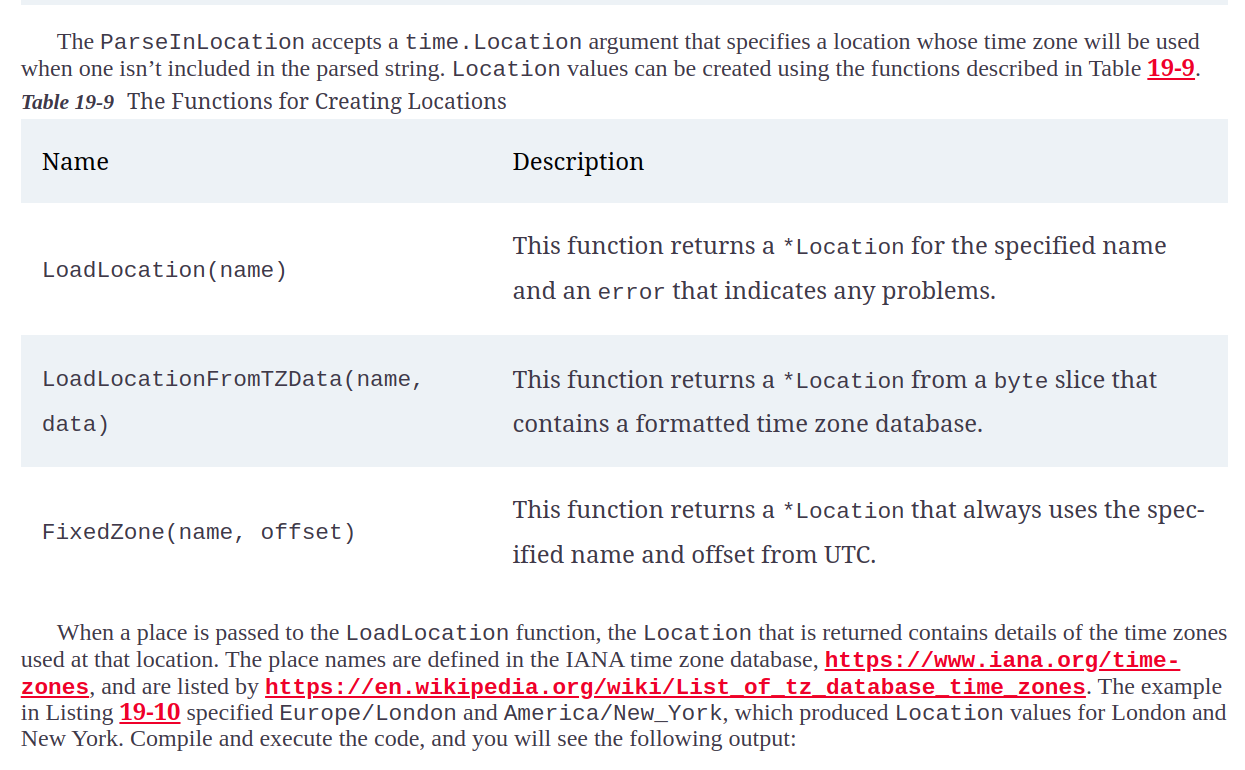 The ParseInLocation accepts a time.Location argument that specifies a location whose time zone will be used
when one isn’t included in the parsed string. Location values can be created using the functions described in Table 19-9.
Table 19-9 The Functions for Creating Locations
Name Description
LoadLocation(name)
This function returns a *Location for the specified name
and an error that indicates any problems.
LoadLocationFromTZData(name,
data)
This function returns a *Location from a byte slice that
contains a formatted time zone database.
FixedZone(name, offset)
This function returns a *Location that always uses the spec-
ified name and offset from UTC.
When a place is passed to the LoadLocation function, the Location that is returned contains details of the time zones
used at that location. The place names are defined in the IANA time zone database, https://www.iana.org/time-
zones, and are listed by https://en.wikipedia.org/wiki/List_of_tz_database_time_zones. The example
in Listing 19-10 specified Europe/London and America/New_York, which produced Location values for London and
New York. Compile and execute the code, and you will see the following output: